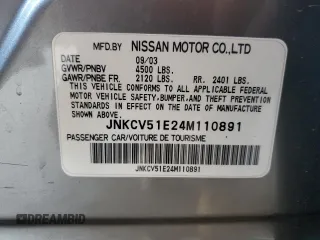 MFD.BY NISSAN MOTOR CO.,LTD
DATE 09/03
GVWR/PNBV 4500 LBS.
GAWR/PNBE FR. 2120 LBS. RR. 2401 LBS.
THIS VEHICLE CONFORMS TO ALL APPLICABLE FEDERAL
MOTOR VEHICLE SAFETY,BUMPER,AND THEFT PREVENTION
STANDARDS IN EFFECT ON THE DATE OF MANUFACTURE
SHOWN ABOVE.
JNKCV51E24M110891
PASSENGER CAR/VOITURE DE TOURISME
JNKCV51E24M110891
AUTOBIDMASTER